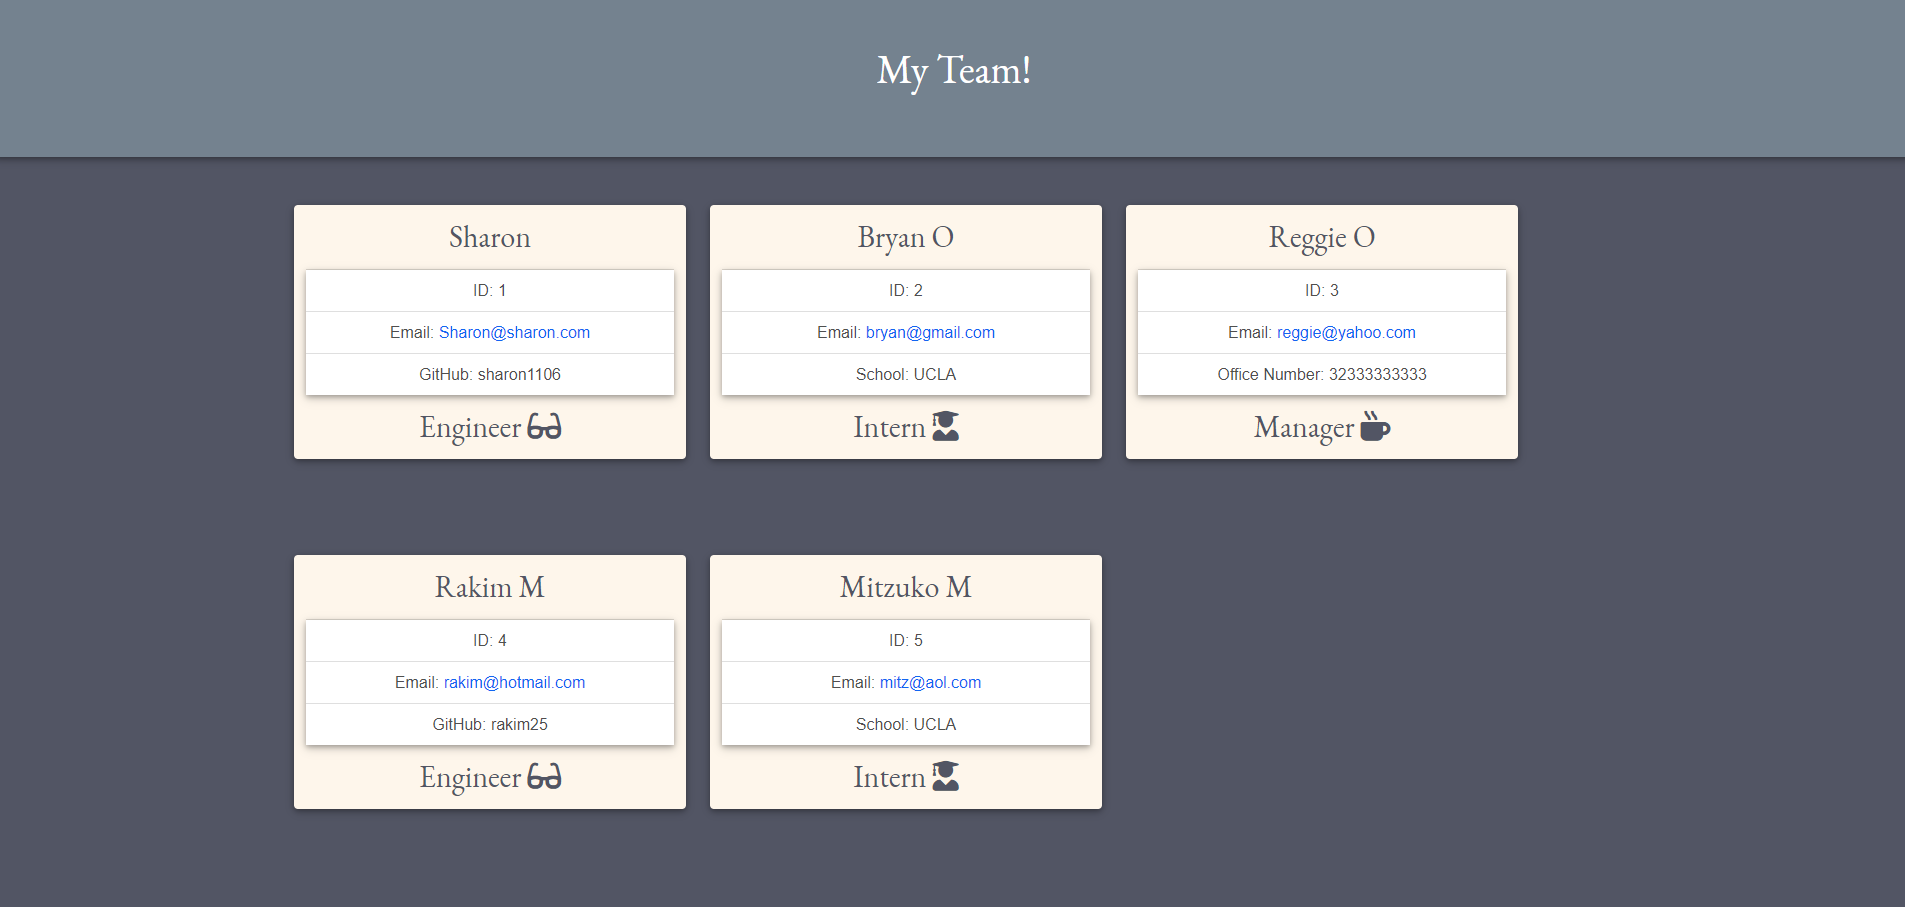 My Team!
Sharon
ID: 1
Email: Sharon@sharon.com
GitHub: sharon1106
Engineer
Bryan O
ID: 2
Email: bryan@gmail.com
School: UCLA
Intern
Reggie O
ID: 3
Email: reggie@yahoo.com
Office Number: 32333333333
Manager
Rakim M
ID: 4
Email: rakim@hotmail.com
GitHub: rakim25
Engineer
Mitzuko M
ID: 5
Email: mitz@aol.com
School: UCLA
Intern